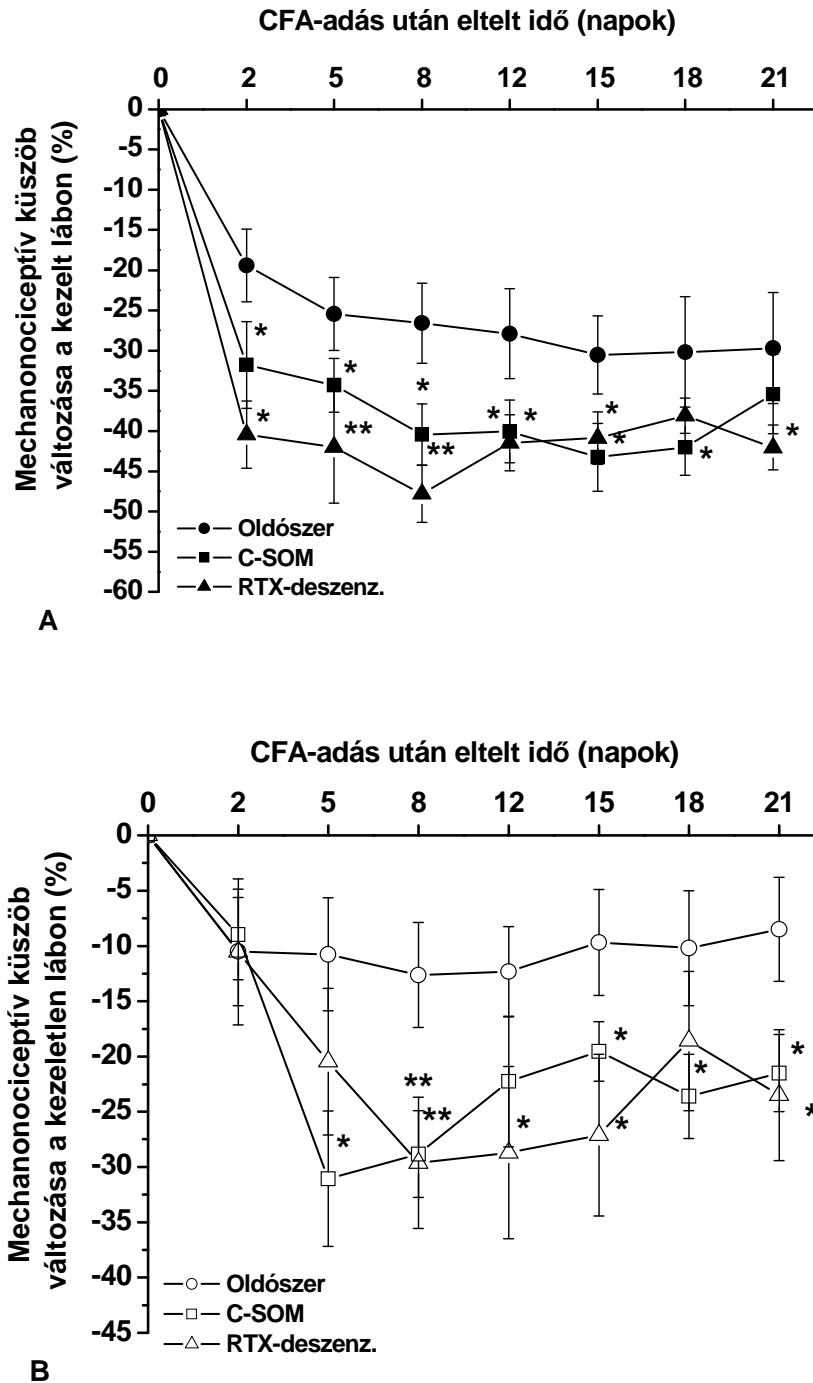 CFA-adás után eltelt idő (napok)
0 2 5 8 12 15 18 21
Mechanonociceptív küszöb
változása a kezelt lábon (%)
0
-5
-10
-15
-20
-25
-30
-35
-40
-45
-50
-55
-60
* * * * * * *
* ** ** * * *
Oldószer
C-SOM
RTX-deszenz.
A
CFA-adás után eltelt idő (napok)
0 2 5 8 12 15 18 21
Mechanonociceptív küszöb
változása a kezeletlen lábon (%)
0
-5
-10
-15
-20
-25
-30
-35
-40
-45
** * * *
* ** * * *
Oldószer
C-SOM
RTX-deszenz.
B